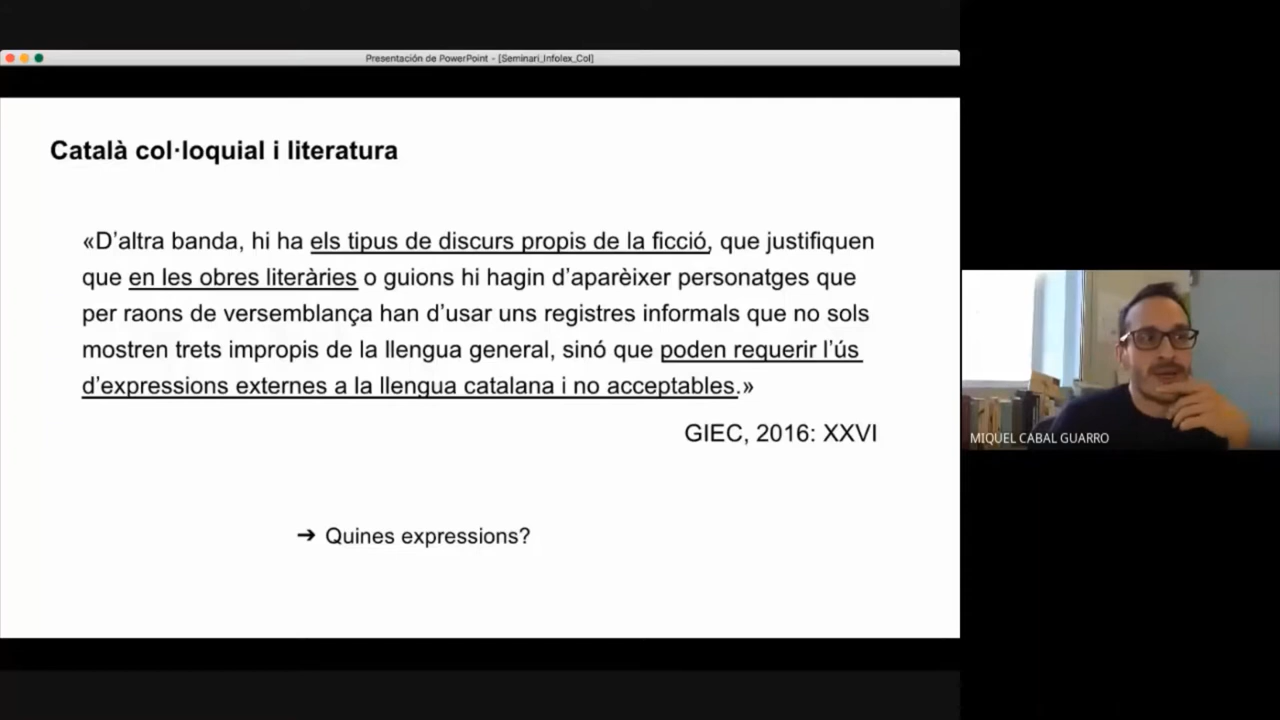 Presentación de PowerPoint - [Seminari_Infolex_Col]
Català col·loquial i literatura
«D’altra banda, hi ha els tipus de discurs propis de la ficció, que justifiquen
que en les obres literàries o guions hi hagin d’aparèixer personatges que
per raons de versemblança han d’usar uns registres informals que no sols
mostren trets impropis de la llengua general, sinó que poden requerir l’ús
d’expressions externes a la llengua catalana i no acceptables.»
GIEC, 2016: XXVI
➔ Quines expressions?
MIQUEL CABAL GUARRO